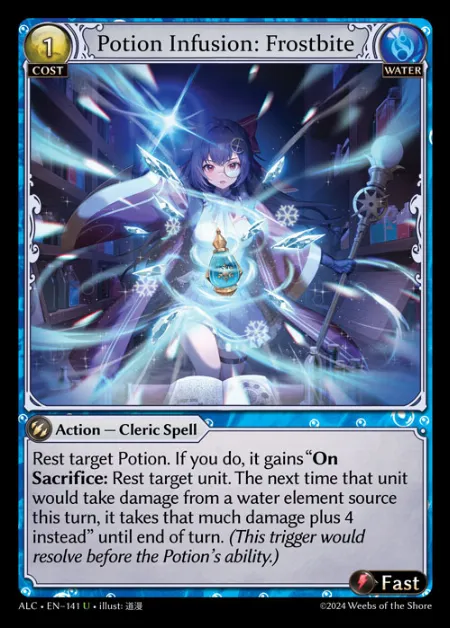 1
COST
Potion Infusion: Frostbite
WATER
Action — Cleric Spell
Rest target Potion. If you do, it gains “On
Sacrifice: Rest target unit. The next time that unit
would take damage from a water element source
this turn, it takes that much damage plus 4
instead” until end of turn. (This trigger would
resolve before the Potion’s ability.)
Fast
ALC • EN-141 U • illust: 道漫
©2024 Weebs of the Shore